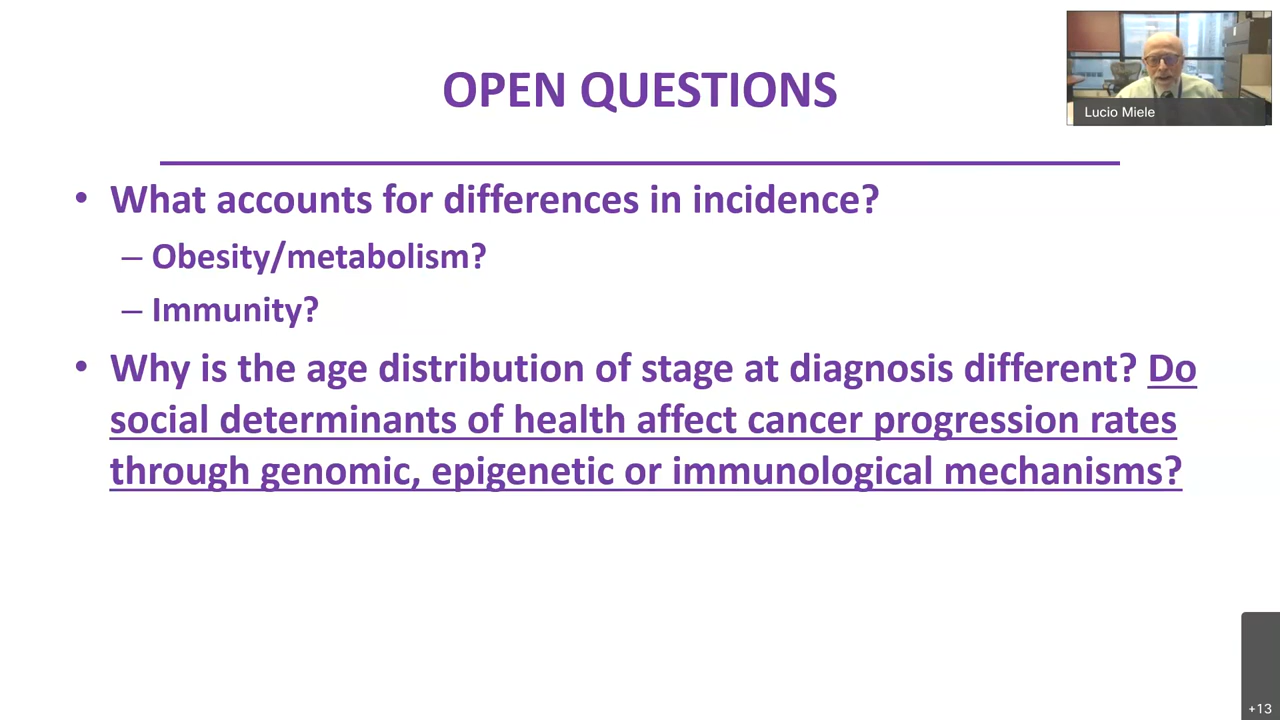 OPEN QUESTIONS
Lucio Miele
• What accounts for differences in incidence?
– Obesity/metabolism?
– Immunity?
• Why is the age distribution of stage at diagnosis different? Do
social determinants of health affect cancer progression rates
through genomic, epigenetic or immunological mechanisms?
+13